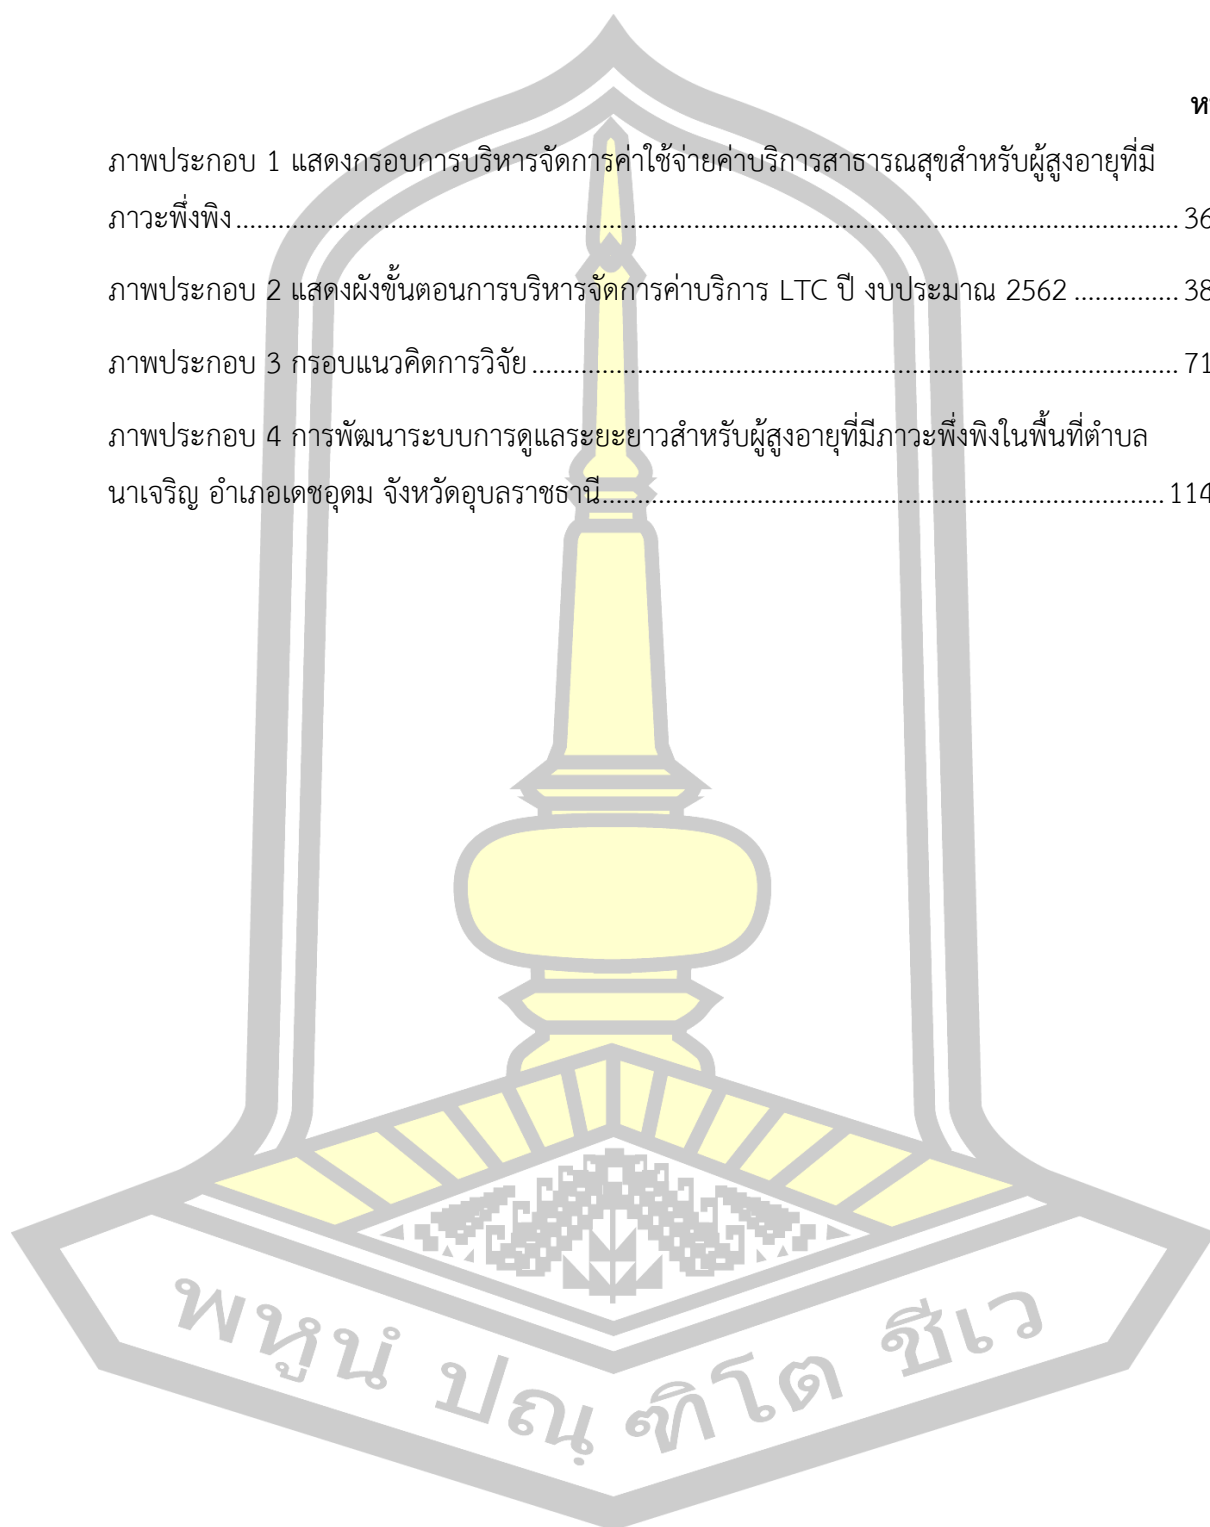 ภาพประกอบ 1 แสดงกรอบการบริหารจัดการค่าใช้จ่ายค่าบริการสาธารณสุขสำหรับผู้สูงอายุที่มี
ภาวะพึ่งพิง........................................................................................................................................ 36
ภาพประกอบ 2 แสดงผังขั้นตอนการบริหารจัดการค่าบริการ LTC ปี งบประมาณ 2562 ............... 38
ภาพประกอบ 3 กรอบแนวคิดการวิจัย ............................................................................................. 71
ภาพประกอบ 4 การพัฒนาระบบการดูแลระยะยาวสำหรับผู้สูงอายุที่มีภาวะพึ่งพิงในพื้นที่ตำบล
นาเจริญ อำเภอเดชอุดม จังหวัดอุบลราชธานี................................................................................. 114
พหูนํ ปณฺฑิโต ชีเว